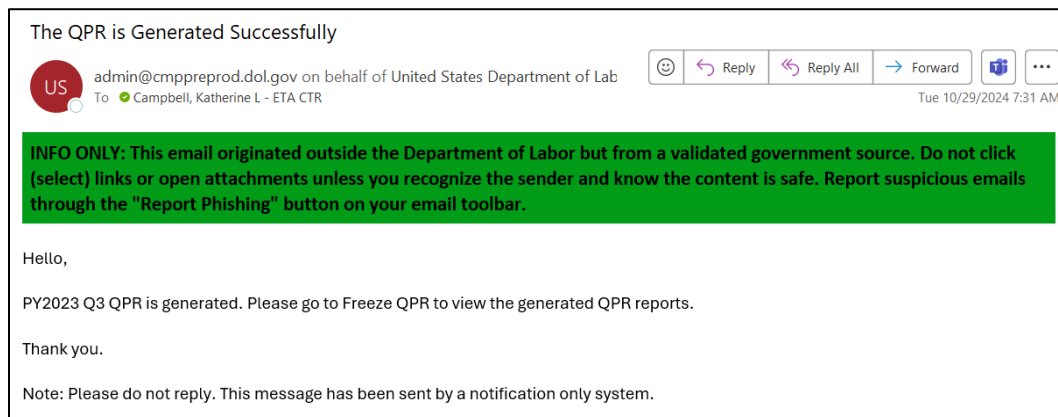 The QPR is Generated Successfully
US
admin@cmppreprod.dol.gov on behalf of United States Department of Lab
Reply
Reply All
Forward
To Campbell, Katherine L - ETA CTR
Tue 10/29/2024 7:31 AM
INFO ONLY: This email originated outside the Department of Labor but from a validated government source. Do not click
(select) links or open attachments unless you recognize the sender and know the content is safe. Report suspicious emails
through the "Report Phishing" button on your email toolbar.
Hello,
PY2023 Q3 QPR is generated. Please go to Freeze QPR to view the generated QPR reports.
Thank you.
Note: Please do not reply. This message has been sent by a notification only system.